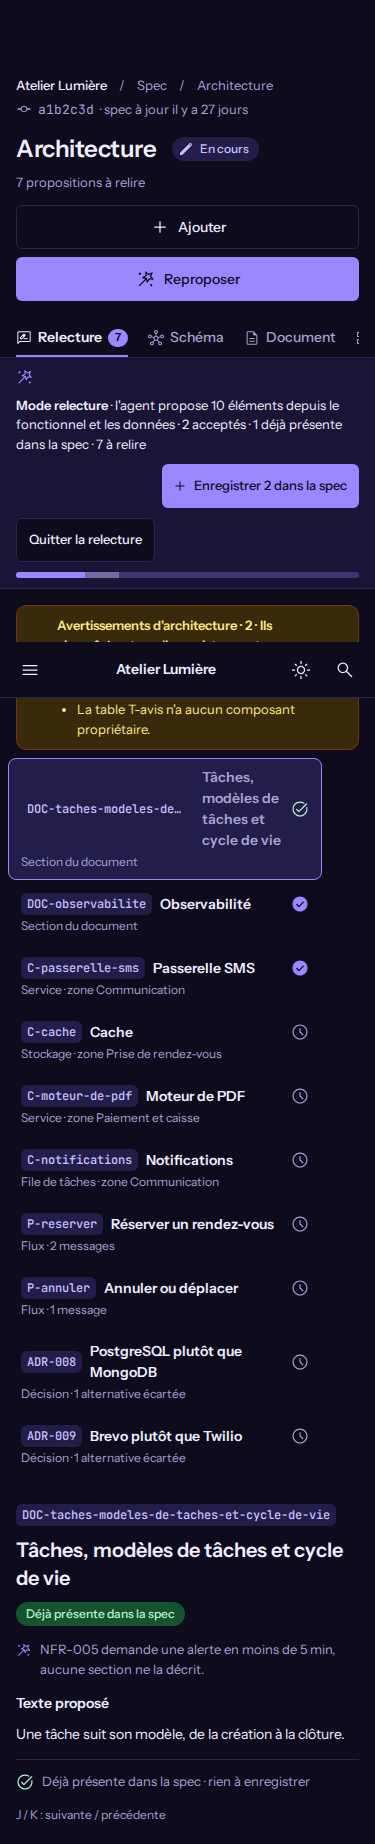 Atelier Lumière / Spec / Architecture
a1b2c3d · spec à jour il y a 27 jours
Architecture En cours
7 propositions à relire
Ajouter
Reproposer
Relecture 7 Schéma Document
Mode relecture · l'agent propose 10 éléments depuis le
fonctionnel et les données · 2 acceptés · 1 déjà présente
dans la spec · 7 à relire
Enregistrer 2 dans la spec
Quitter la relecture
Avertissements d'architecture · 2 · Ils
Atelier Lumière
• La table T-avis n'a aucun composant
propriétaire.
DOC-taches-modeles-de… Tâches,
modèles de
tâches et
cycle de vie
Section du document
DOC-observabilite Observabilité
Section du document
C-passerelle-sms Passerelle SMS
Service · zone Communication
C-cache Cache
Stockage · zone Prise de rendez-vous
C-moteur-de-pdf Moteur de PDF
Service · zone Paiement et caisse
C-notifications Notifications
File de tâches · zone Communication
P-reserver Réserver un rendez-vous
Flux · 2 messages
P-annuler Annuler ou déplacer
Flux · 1 message
ADR-008 PostgreSQL plutôt que
MongoDB
Décision · 1 alternative écartée
ADR-009 Brevo plutôt que Twilio
Décision · 1 alternative écartée
DOC-taches-modeles-de-taches-et-cycle-de-vie
Tâches, modèles de tâches et cycle
de vie
Déjà présente dans la spec
NFR-005 demande une alerte en moins de 5 min,
aucune section ne la décrit.
Texte proposé
Une tâche suit son modèle, de la création à la clôture.
Déjà présente dans la spec · rien à enregistrer
J / K : suivante / précédente